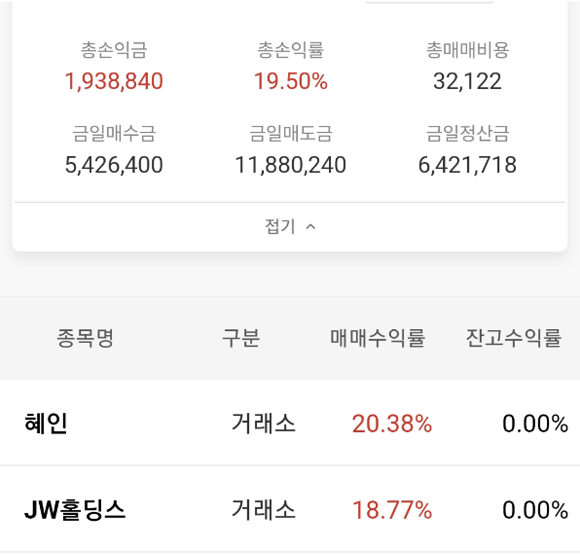 총손익금 총손익률 총매매비용
1,938,840 19.50% 32,122
금일매수금 금일매도금 금일정산금
5,426,400 11,880,240 6,421,718
접기
종목명 구분 매매수익률 잔고수익률
혜인 거래소 20.38% 0.00%
JW홀딩스 거래소 18.77% 0.00%